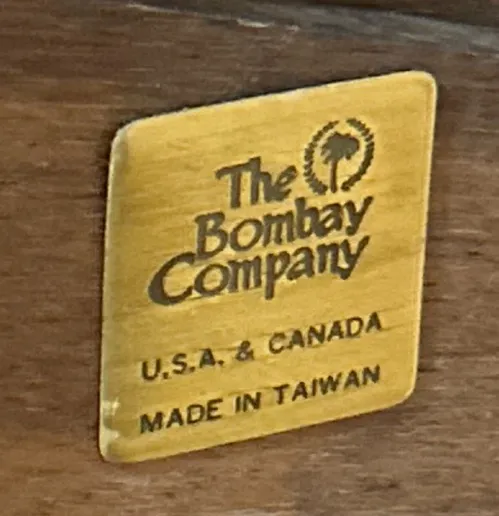 The
Bombay
Company
U.S.A. & CANADA
MADE IN TAIWAN